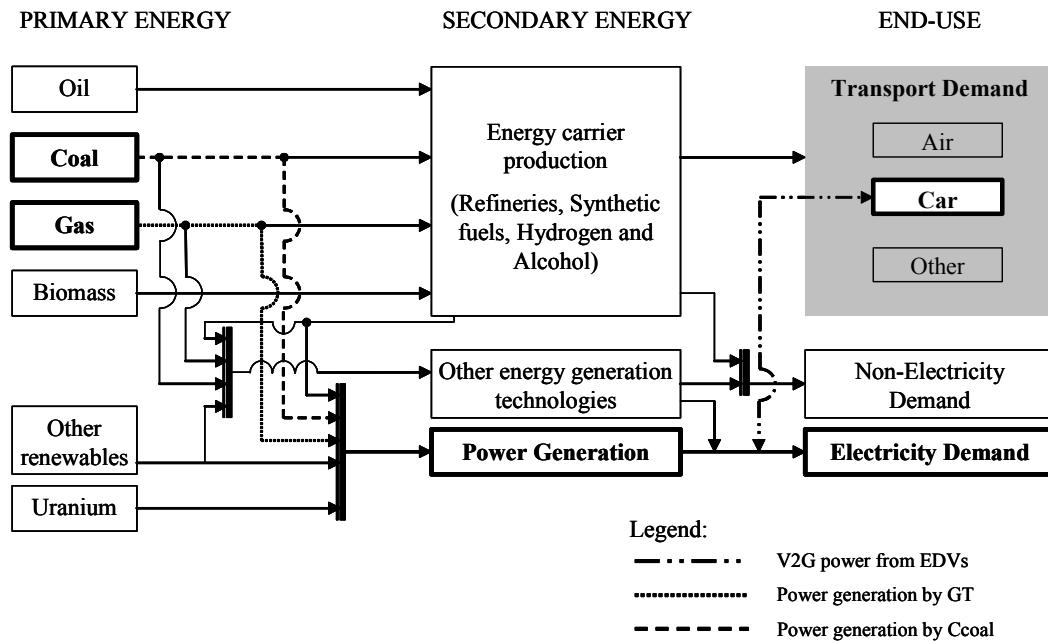 PRIMARY ENERGY
SECONDARY ENERGY
END-USE
Oil
Coal
Gas
Biomass
Other
renewables
Uranium
Energy carrier
production
(Refineries, Synthetic
fuels, Hydrogen and
Alcohol)
Other energy generation
technologies
Power Generation
Transport Demand
Air
Car
Other
Non-Electricity
Demand
Electricity Demand
Legend:
V2G power from EDVs
Power generation by GT
Power generation by Ccoal